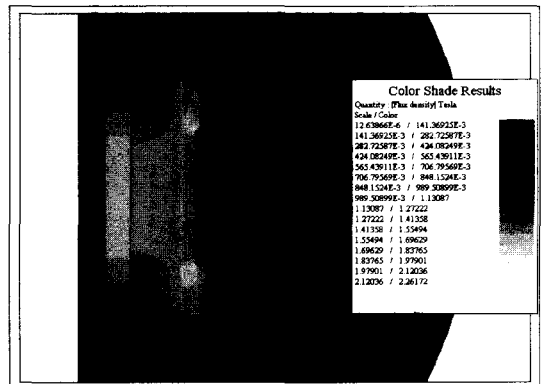 Color Shade Results
Quantity : |Flux density| Tesla
Scale / Color
12.63866E-6 / 141.36925E-3
141.36925E-3 / 282.72587E-3
282.72587E-3 / 424.08249E-3
424.08249E-3 / 565.43911E-3
565.43911E-3 / 706.79569E-3
706.79569E-3 / 848.1524E-3
848.1524E-3 / 989.50899E-3
989.50899E-3 / 1.13087
1.13087 / 1.27222
1.27222 / 1.41358
1.41358 / 1.55494
1.55494 / 1.69629
1.69629 / 1.83765
1.83765 / 1.97901
1.97901 / 2.12036
2.12036 / 2.26172